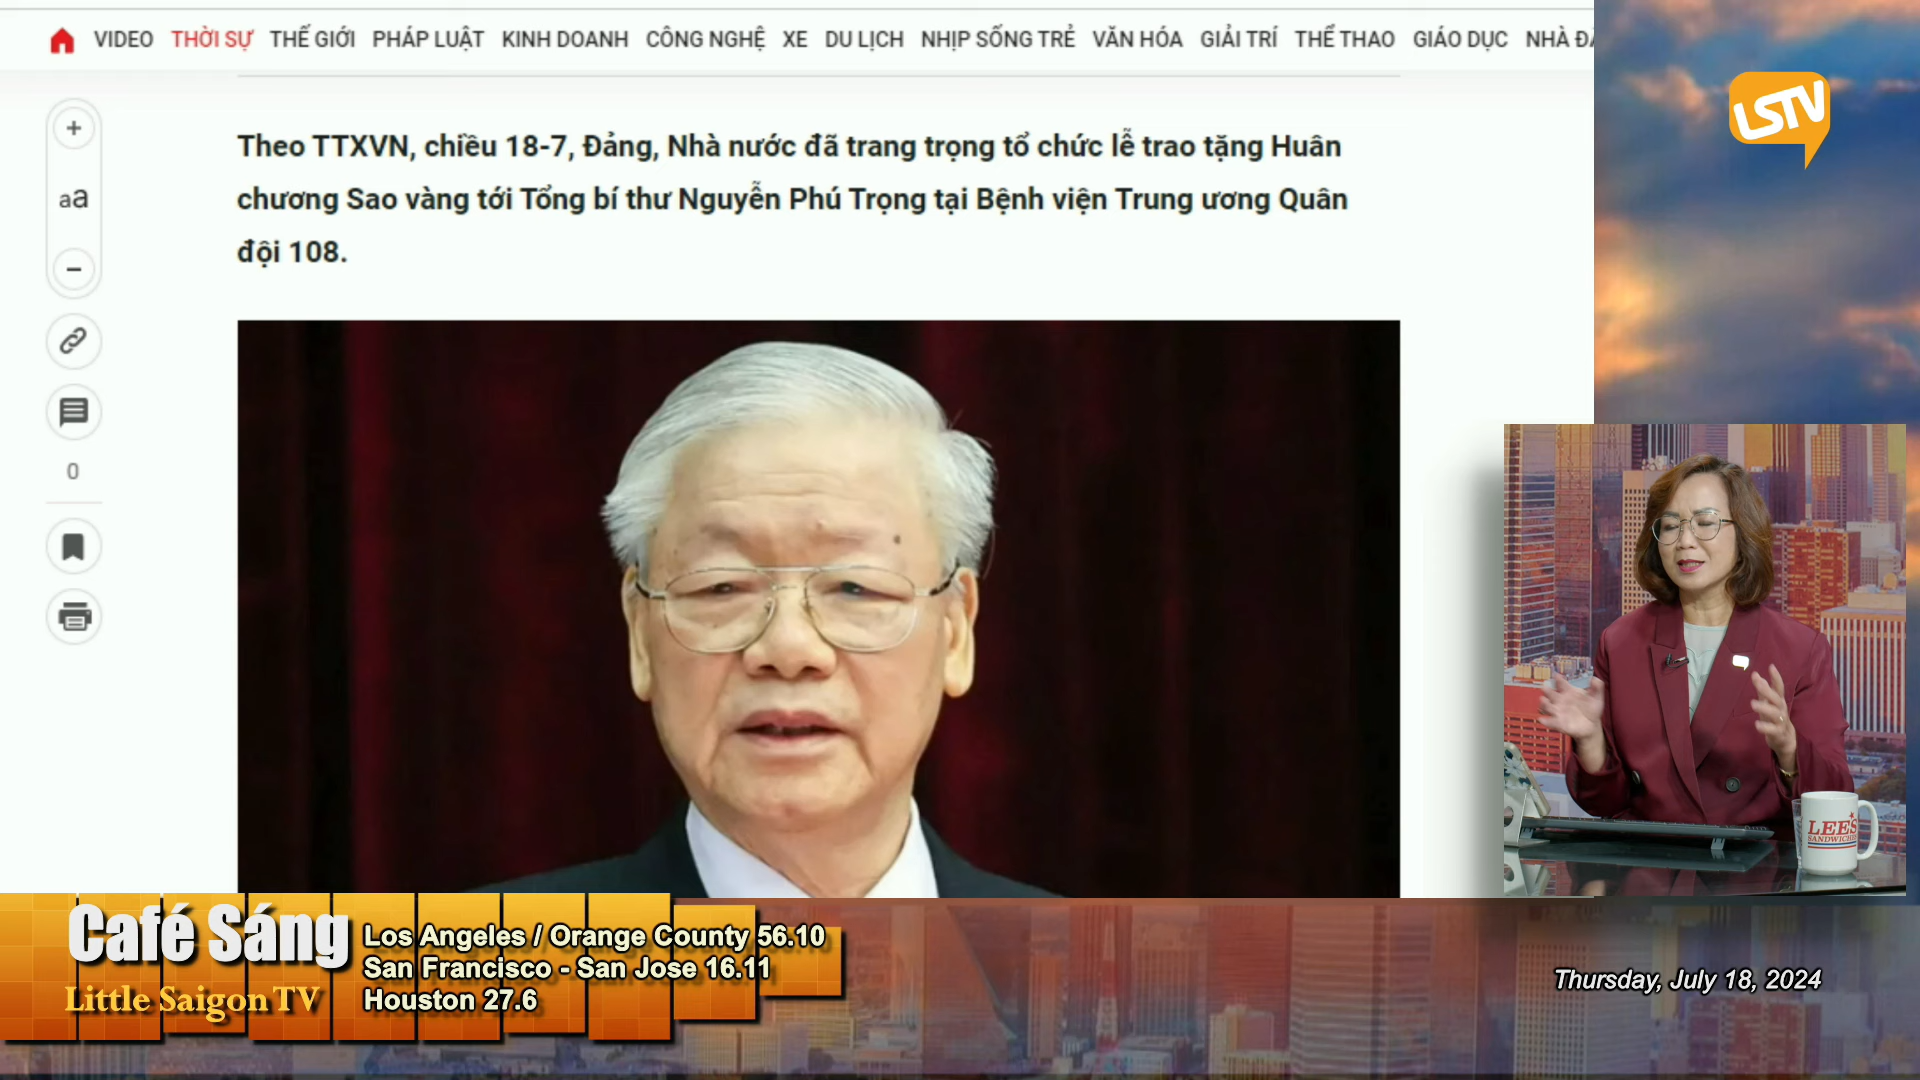 VIDEO THỜI SỰ THẾ GIỚI PHÁP LUẬT KINH DOANH CÔNG NGHỆ XE DU LỊCH NHỊP SỐNG TRẺ VĂN HÓA GIẢI TRÍ THỂ THAO GIÁO DỤC NHÀ
LSTV
+
aa
−
0
Theo TTXVN, chiều 18-7, Đảng, Nhà nước đã trang trọng tổ chức lễ trao tặng Huân
chương Sao vàng tới Tổng bí thư Nguyễn Phú Trọng tại Bệnh viện Trung ương Quân
đội 108.
LEE'S
SANDWICHES
Café Sáng
Little Saigon TV
Los Angeles / Orange County 56.10
San Francisco - San Jose 16.11
Houston 27.6
Thursday, July 18, 2024